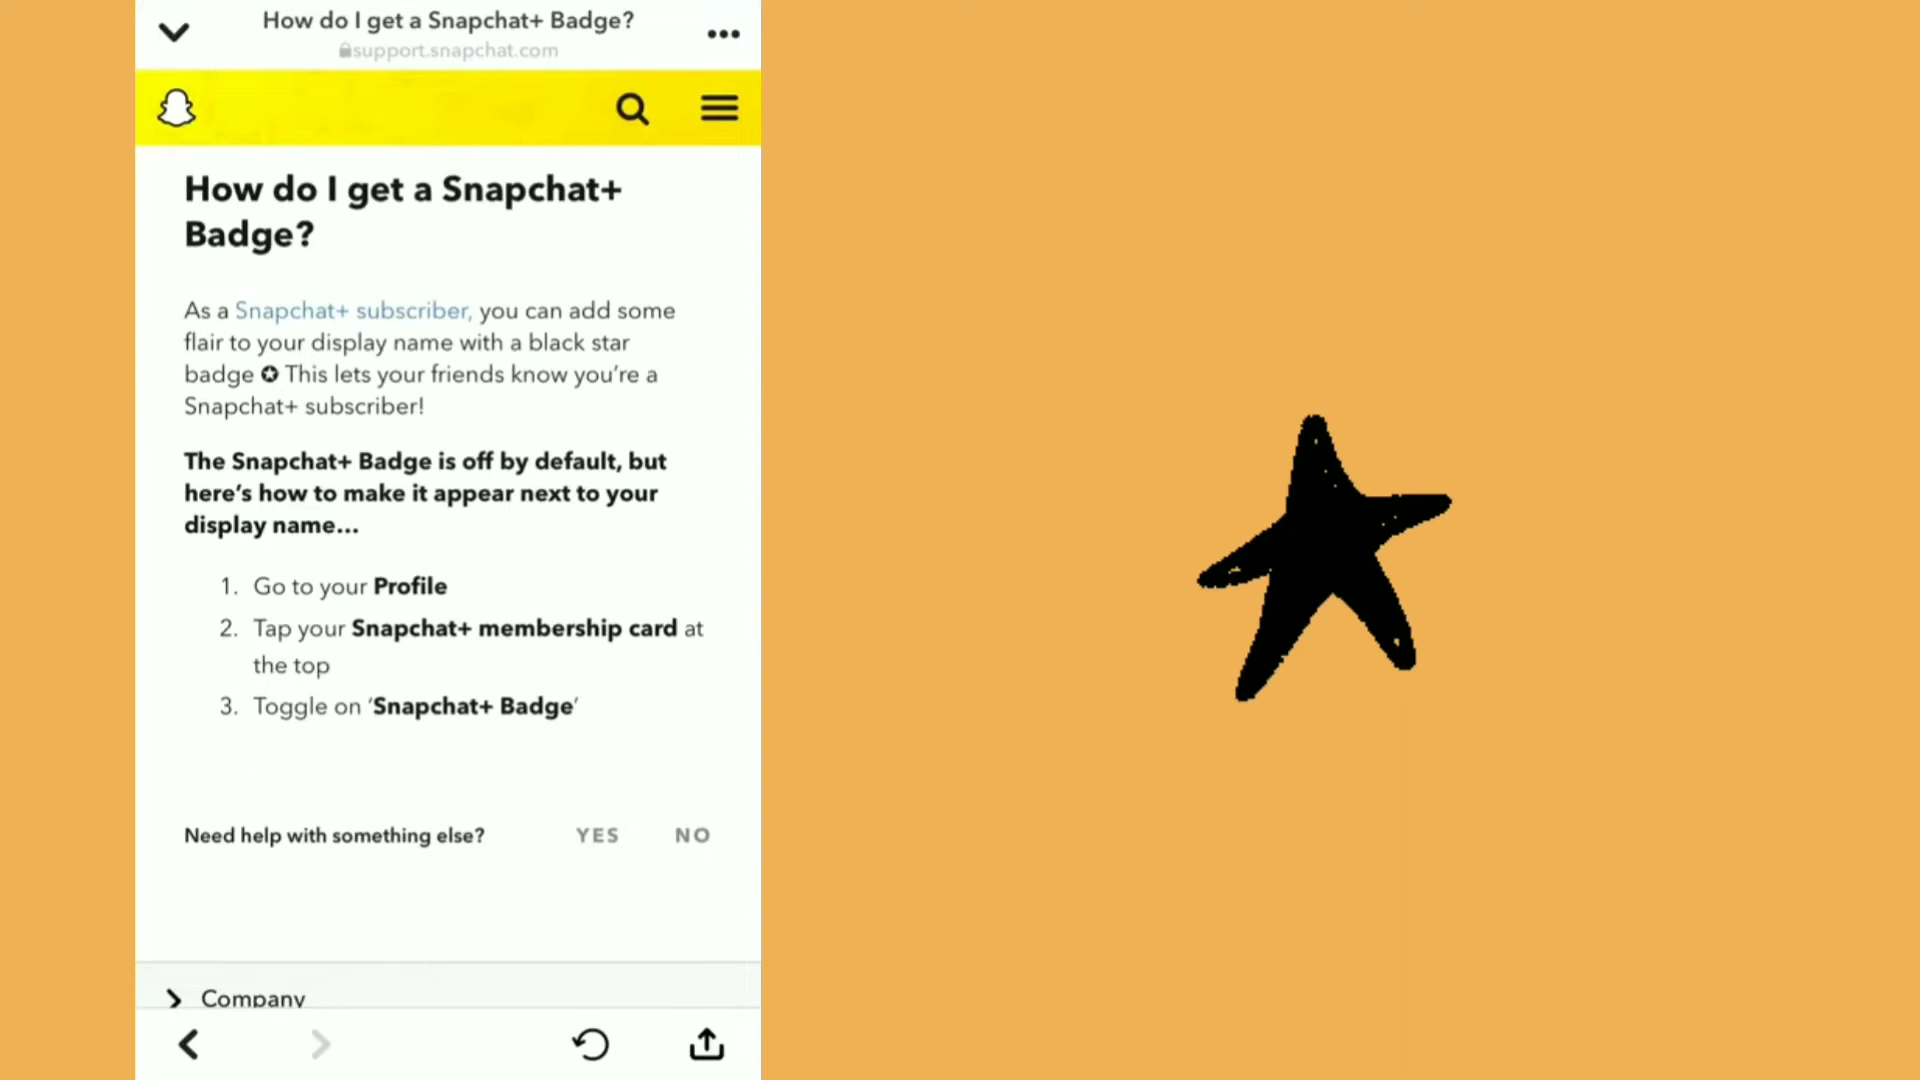 How do I get a Snapchat+ Badge?
support.snapchat.com
How do I get a Snapchat+
Badge?
As a Snapchat+ subscriber, you can add some
flair to your display name with a black star
badge ✪ This lets your friends know you’re a
Snapchat+ subscriber!
The Snapchat+ Badge is off by default, but
here’s how to make it appear next to your
display name...
1. Go to your Profile
2. Tap your Snapchat+ membership card at
the top
3. Toggle on ‘Snapchat+ Badge’
Need help with something else? YES NO
Company